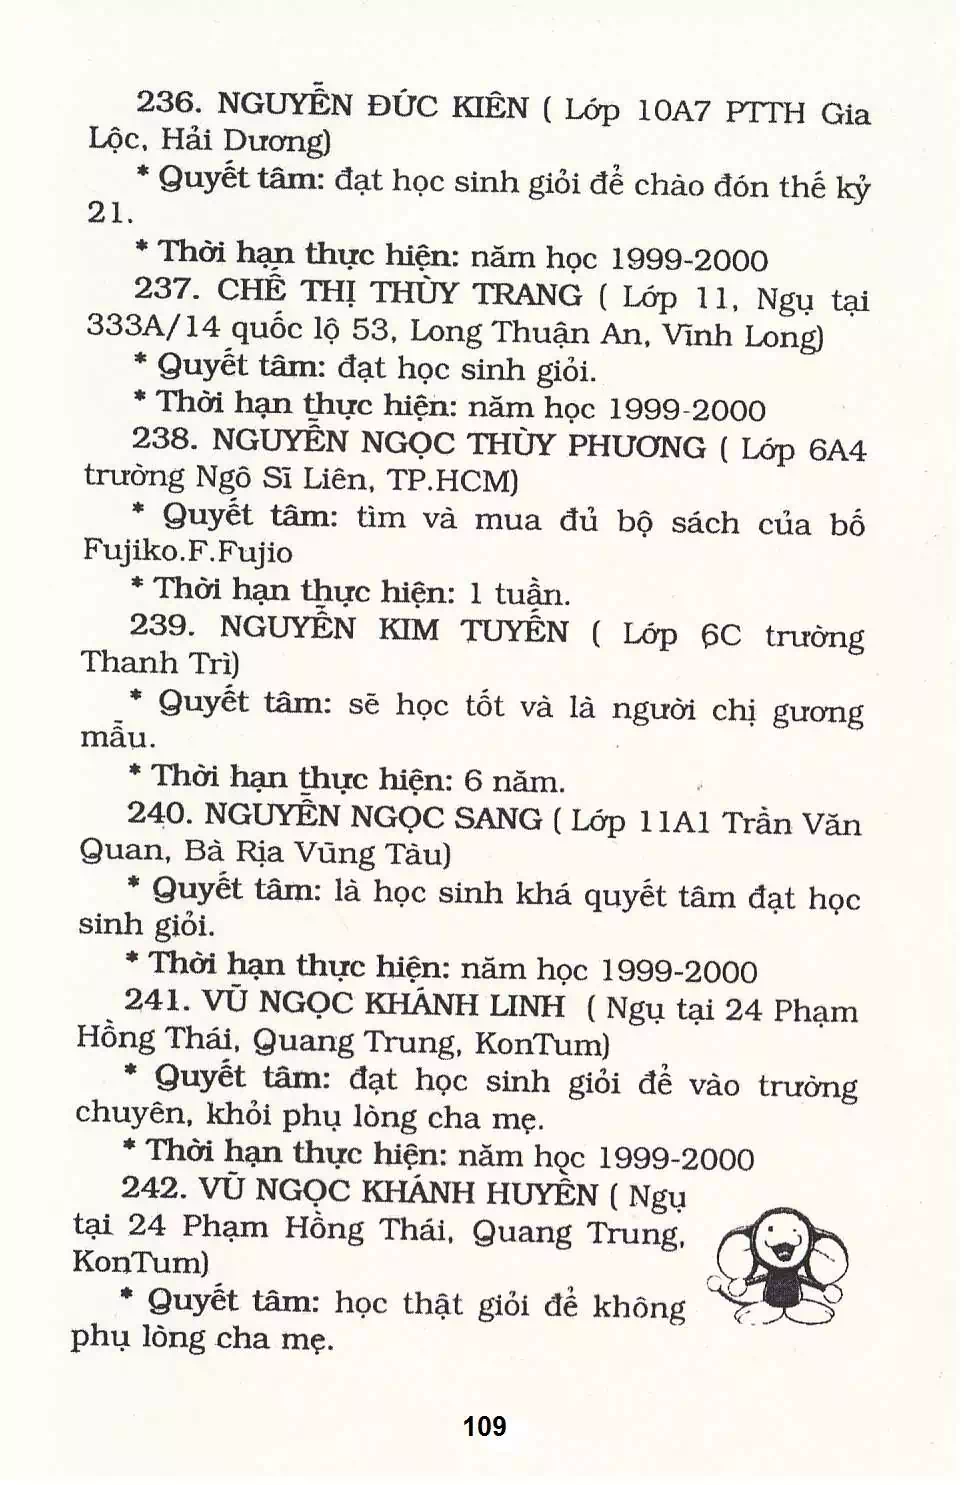 236. NGUYỄN ĐỨC KIÊN ( Lớp 10A7 PTTH Gia
Lộc, Hải Dương)
* Quyết tâm: đạt học sinh giỏi để chào đón thế kỷ
21.
* Thời hạn thực hiện: năm học 1999-2000
237. CHẾ THỊ THÙY TRANG ( Lớp 11, Ngụ tại
333A/14 quốc lộ 53, Long Thuận An, Vĩnh Long)
* Quyết tâm: đạt học sinh giỏi.
* Thời hạn thực hiện: năm học 1999-2000
238. NGUYỄN NGỌC THÙY PHƯƠNG ( Lớp 6A4
trường Ngô Sĩ Liên, TP.HCM)
* Quyết tâm: tìm và mua đủ bộ sách của bố
Fujiko.F.Fujio
* Thời hạn thực hiện: 1 tuần.
239. NGUYỄN KIM TUYẾN ( Lớp 6C trường
Thanh Trì)
* Quyết tâm: sẽ học tốt và là người chị gương
mẫu.
* Thời hạn thực hiện: 6 năm.
240. NGUYỄN NGỌC SANG ( Lớp 11A1 Trần Văn
Quan, Bà Rịa Vũng Tàu)
* Quyết tâm: là học sinh khá quyết tâm đạt học
sinh giỏi.
* Thời hạn thực hiện: năm học 1999-2000
241. VŨ NGỌC KHÁNH LINH ( Ngụ tại 24 Phạm
Hồng Thái, Quang Trung, KonTum)
* Quyết tâm: đạt học sinh giỏi để vào trường
chuyên, khỏi phụ lòng cha mẹ.
* Thời hạn thực hiện: năm học 1999-2000
242. VŨ NGỌC KHÁNH HUYỀN ( Ngụ
tại 24 Phạm Hồng Thái, Quang Trung,
KonTum)
* Quyết tâm: học thật giỏi để không
phụ lòng cha mẹ.
109